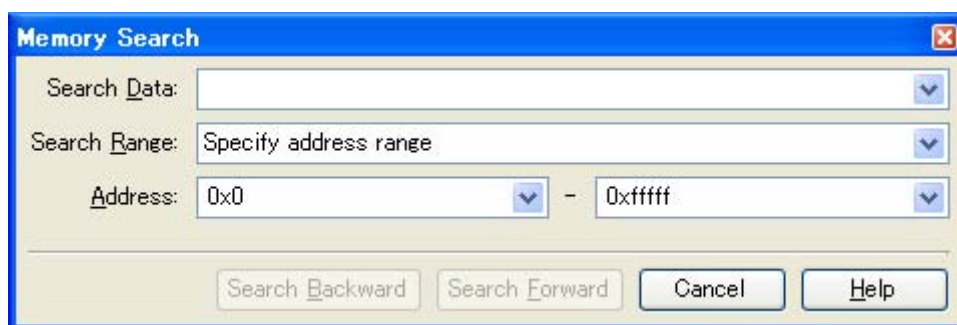 Memory Search
Search Data:
Search Range: Specify address range
Address: 0x0 - 0xfffff
Search Backward Search Forward Cancel Help